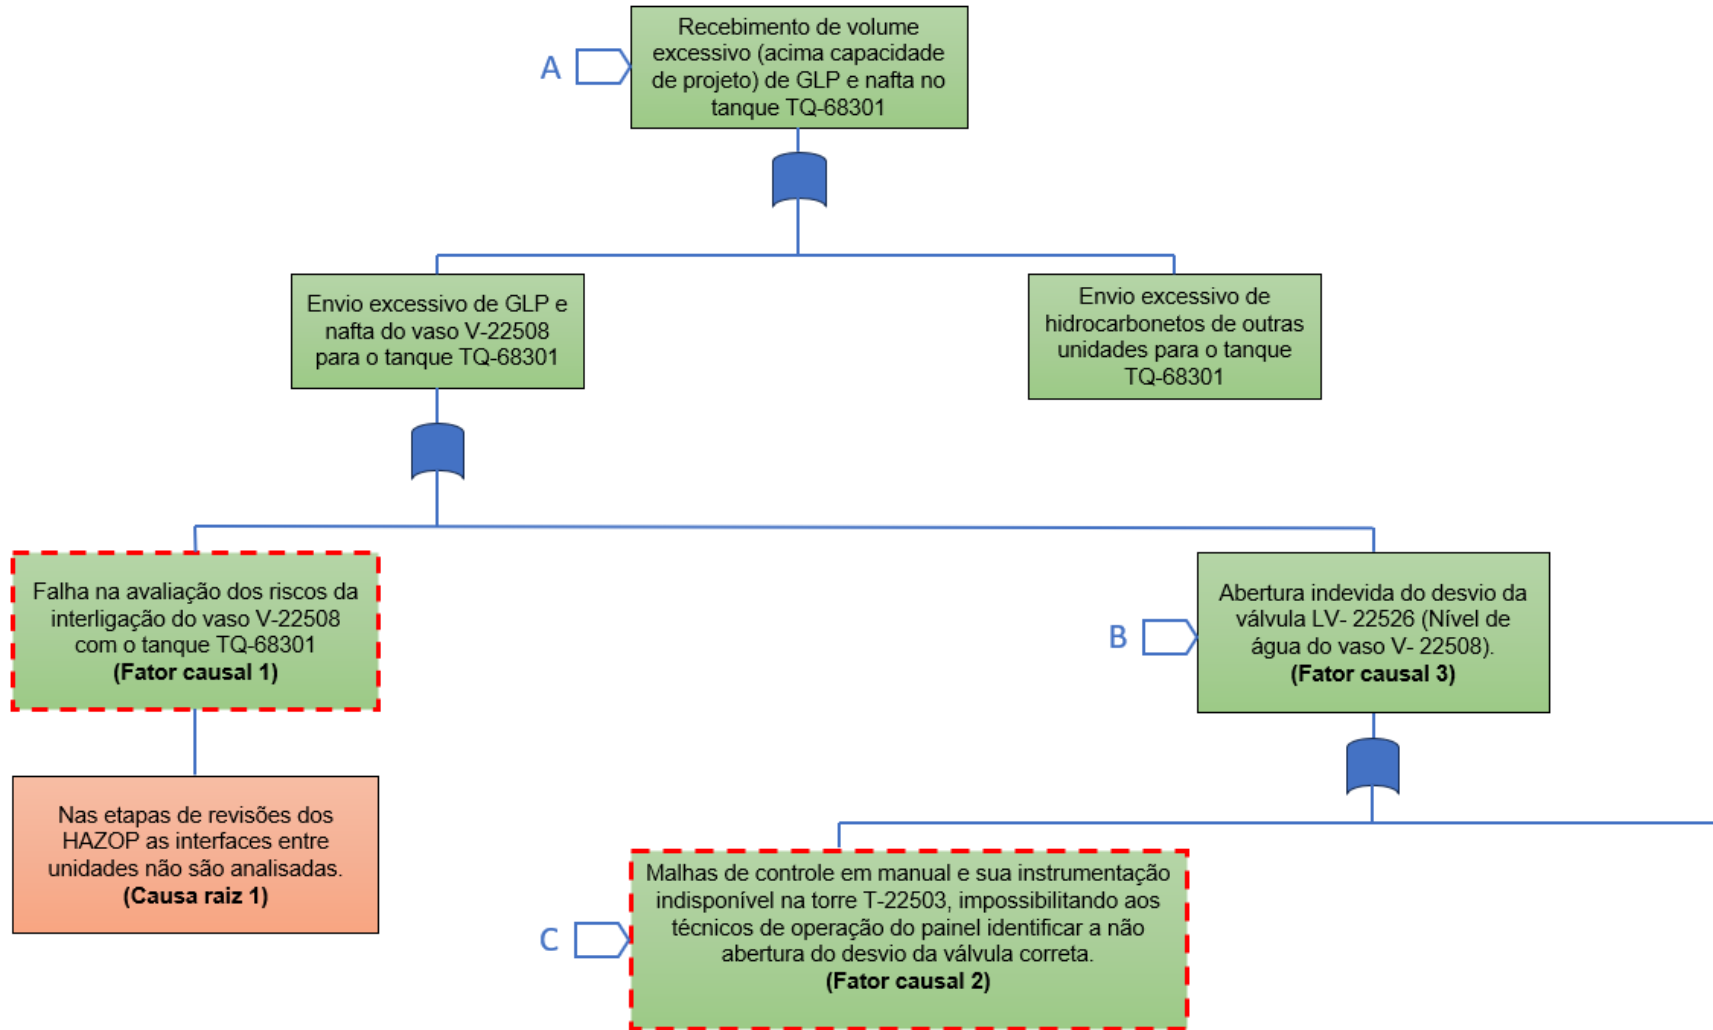 Recebimento de volume
excessivo (acima capacidade
de projeto) de GLP e nafta no
tanque TQ-68301
A
Envio excessivo de GLP e
nafta do vaso V-22508
para o tanque TQ-68301
Envio excessivo de
hidrocarbonetos de outras
unidades para o tanque
TQ-68301
Falha na avaliação dos riscos da
interligação do vaso V-22508
com o tanque TQ-68301
(Fator causal 1)
B
Abertura indevida do desvio da
válvula LV- 22526 (Nível de
água do vaso V- 22508).
(Fator causal 3)
Nas etapas de revisões dos
HAZOP as interfaces entre
unidades não são analisadas.
(Causa raiz 1)
C
Malhas de controle em manual e sua instrumentação
indisponível na torre T-22503, impossibilitando aos
técnicos de operação do painel identificar a não
abertura do desvio da válvula correta.
(Fator causal 2)